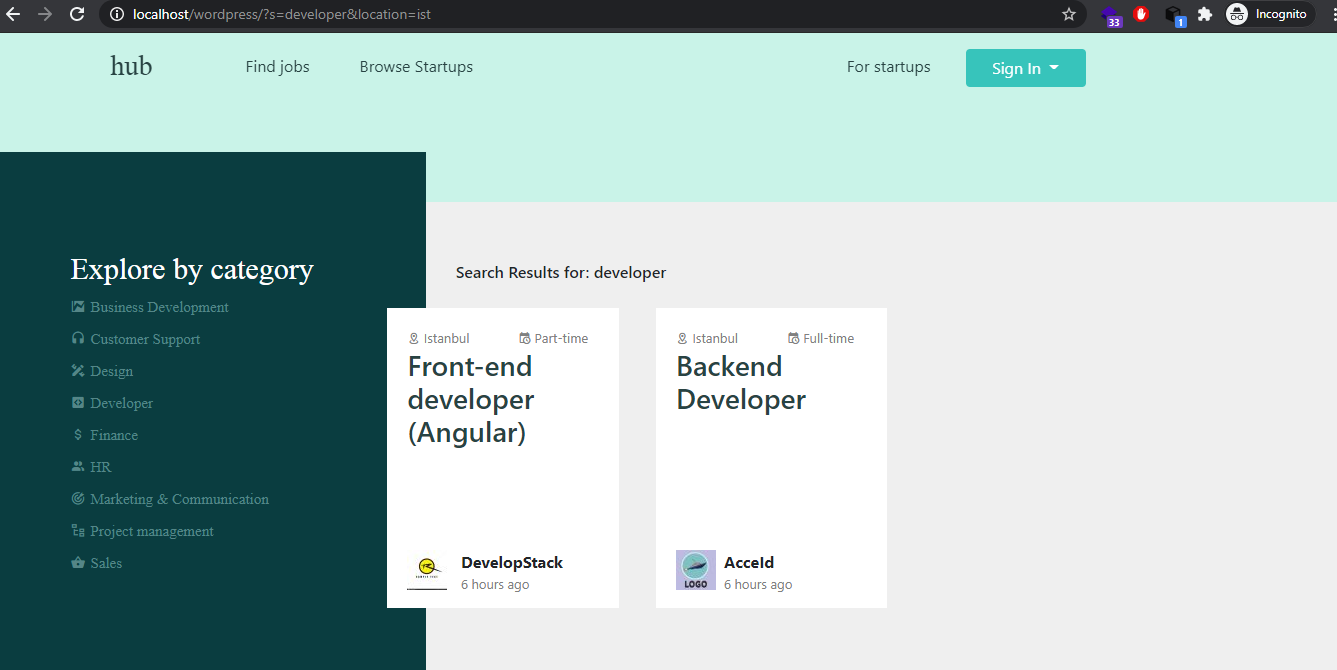 localhost/wordpress/?s=developer&location=ist
33
1
Incognito
hub
Find jobs
Browse Startups
For startups
Sign In
Explore by category
Business Development
Customer Support
Design
Developer
Finance
HR
Marketing & Communication
Project management
Sales
Search Results for: developer
Istanbul Part-time
Front-end
developer
(Angular)
DevelopStack
6 hours ago
Istanbul Full-time
Backend
Developer
LOGO
AcceId
6 hours ago